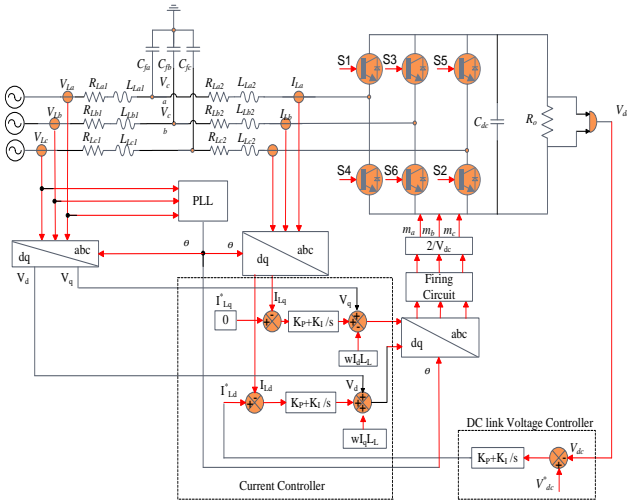 C_fa C_fb C_fc
S1 S3 S5
V_La R_La1 L_La1 V_c a R_La2 L_La2 I_La
V_Lb R_Lb1 L_Lb1 V_c b R_Lb2 L_Lb2 I_Lb
V_Lc R_Lc1 L_Lc1 R_Lc2 L_Lc2
C_dc R_o V_d
S4 S6 S2
PLL
m_a m_b m_c
2/V_dc
θ θ
dq abc
dq abc
V_d V_q
Firing
Circuit
I*_Lq I_Lq V_q
0 + - K_P+K_I/s + + -
dq abc
wI_dL_L
θ
I*_Ld I_Ld V_d
+ - K_P+K_I/s + + +
wI_qL_L
DC link Voltage Controller
K_P+K_I/s - + V_dc
V*_dc
Current Controller